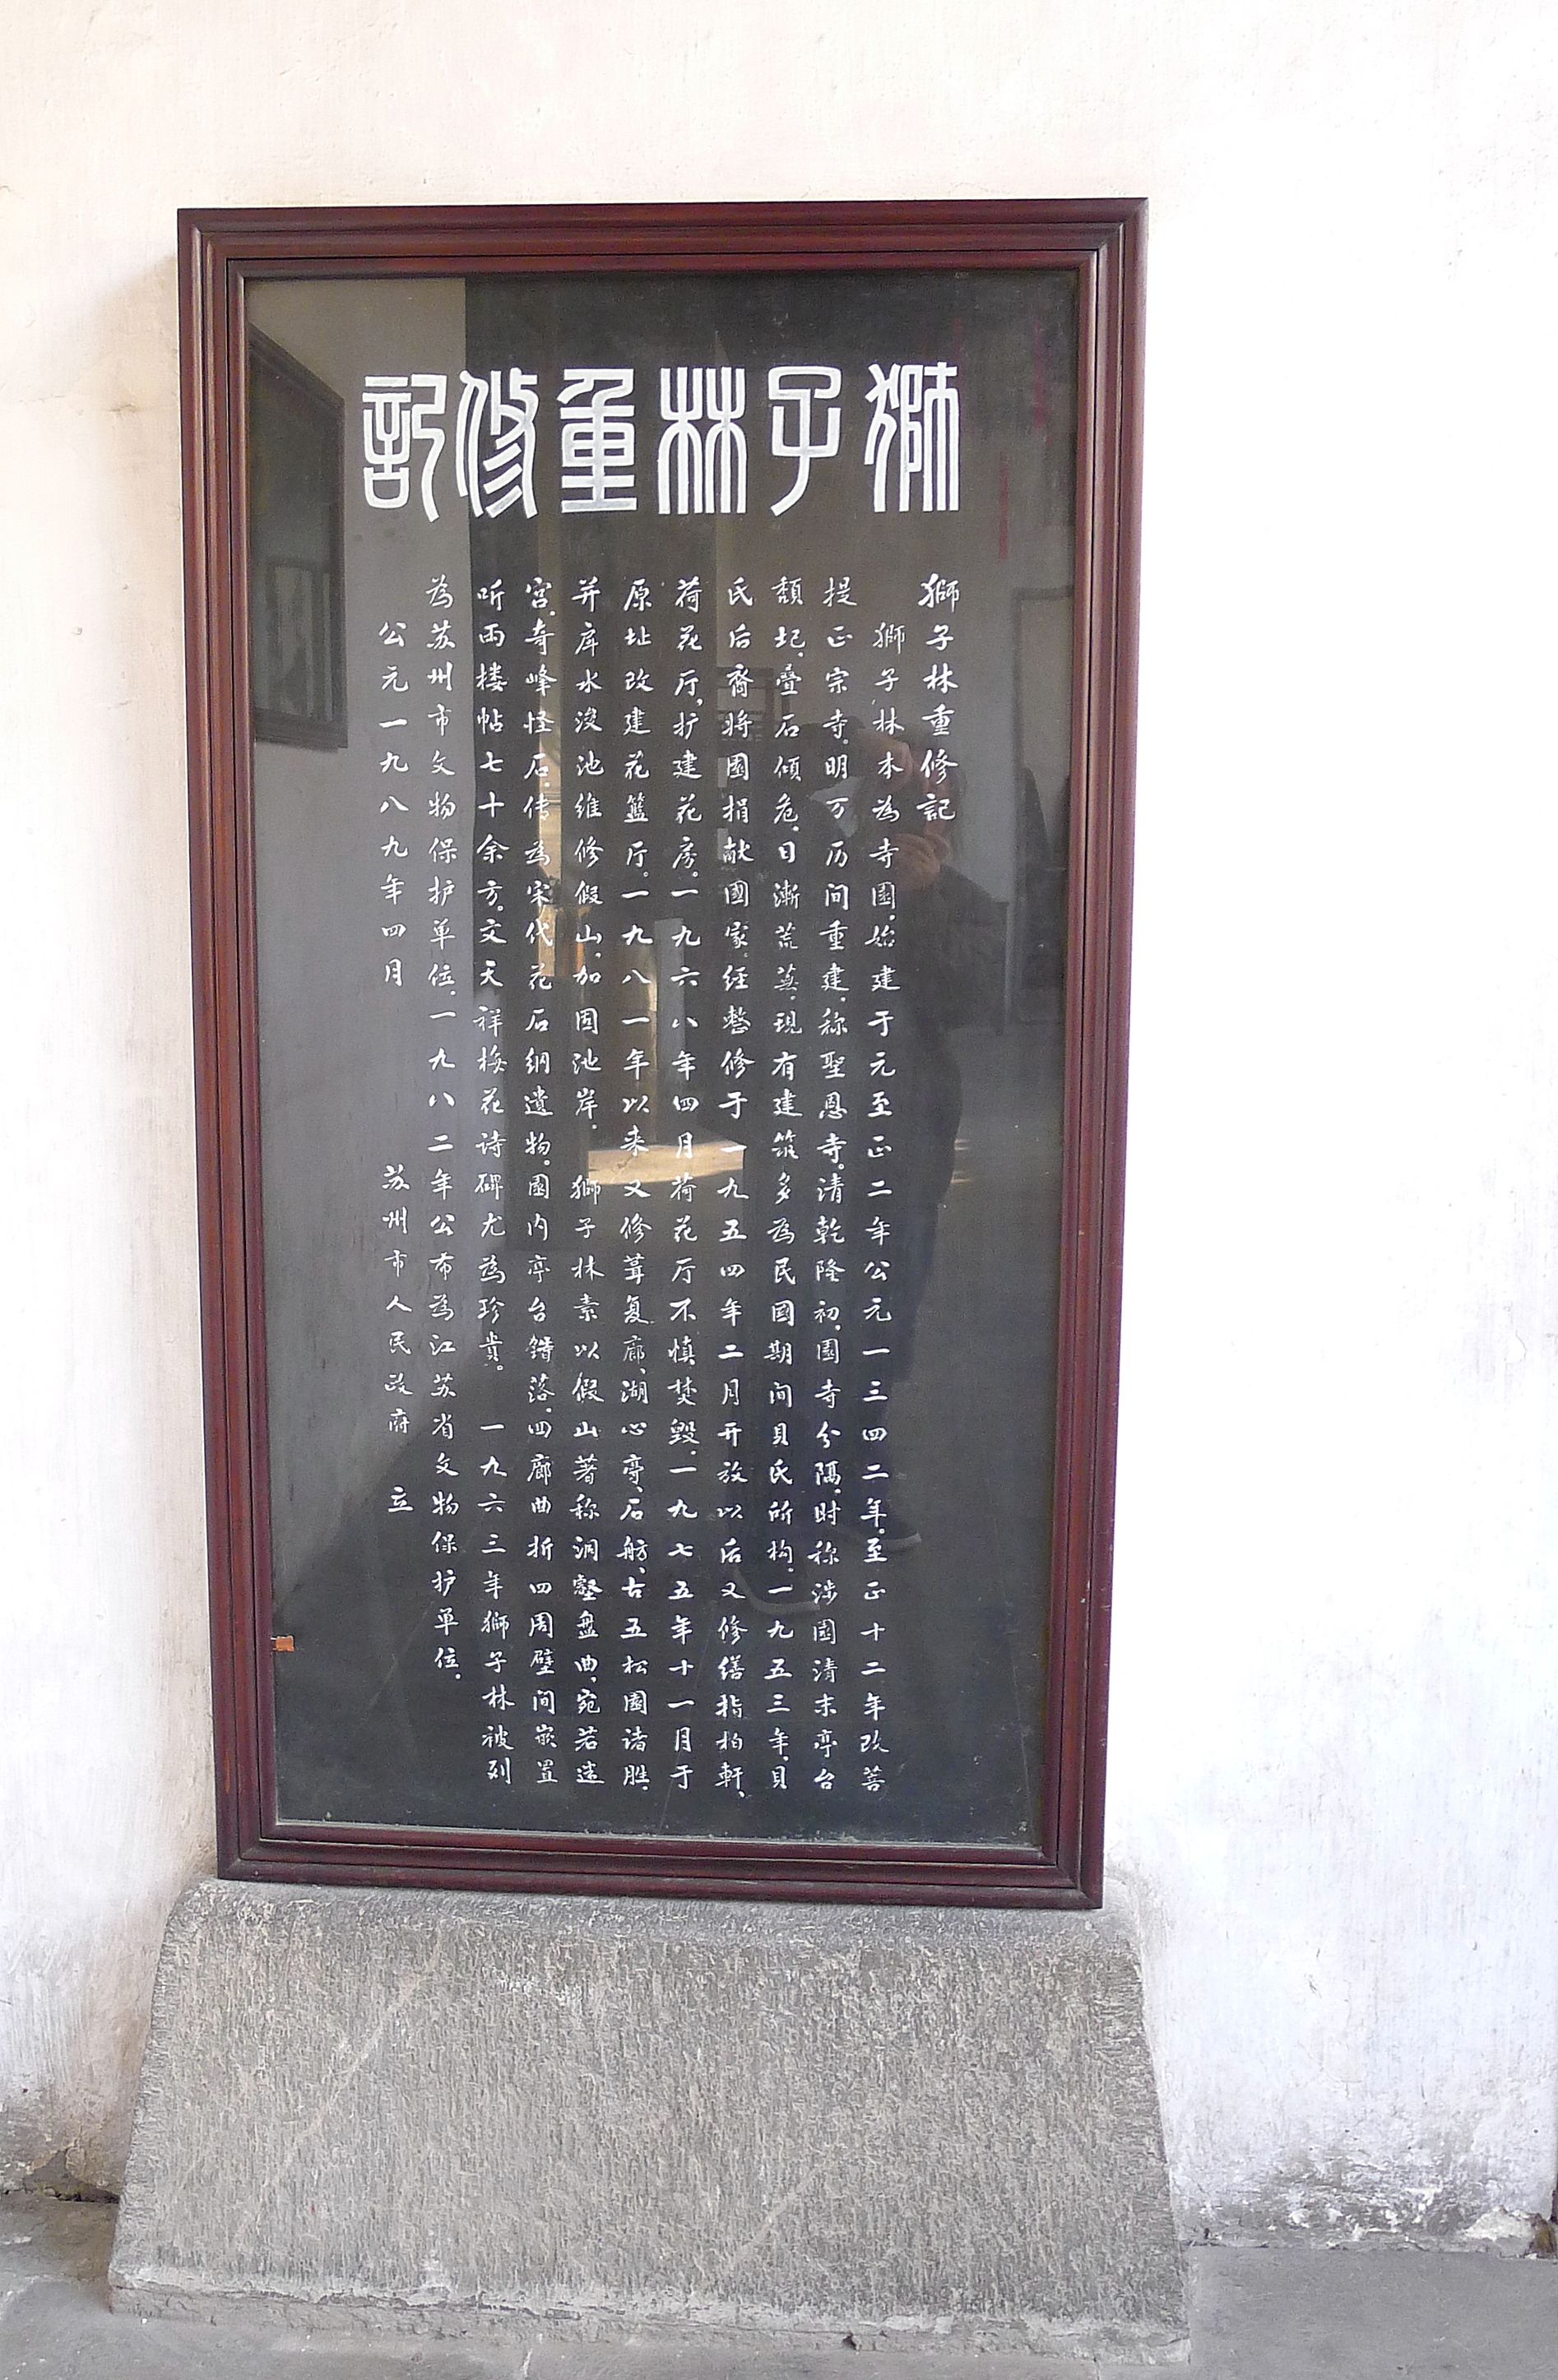 獅子林重修記
獅子林重修記
獅子林本為寺園，始建于元至正二年公元一三四二年。至正十二年改菩
提正宗寺。明万历间重建，称聖恩寺。清乾隆初，園寺分隔，时称涉園清末亭台
頽圮，疊石傾危，日漸荒蕪，現有建筑多為民國期间貝氏所构，一九五三年，貝
氏后裔将園捐献國家，经整修于一九五四年二月开放以后又修缮指柏軒、
荷花厅，扩建花房。一九六八年四月荷花厅不慎焚毁，一九七五年十一月于
原址改建花籃厅。一九八一年以来又修葺复廊、湖心亭、石舫、古五松園诸胜，
并戽水浚池维修假山，加固池岸。　獅子林素以假山著称洞壑盘曲，宛若迷
宫，奇峰怪石，传為宋代花石纲遗物。園内亭台錯落，四廊曲折四周壁间嵌置
听雨楼帖七十余方。文天祥梅花诗碑尤為珍贵。　一九六三年獅子林被列
為苏州市文物保护单位，一九八二年公布為江苏省文物保护单位，
公元一九八九年四月　苏州市人民政府　立